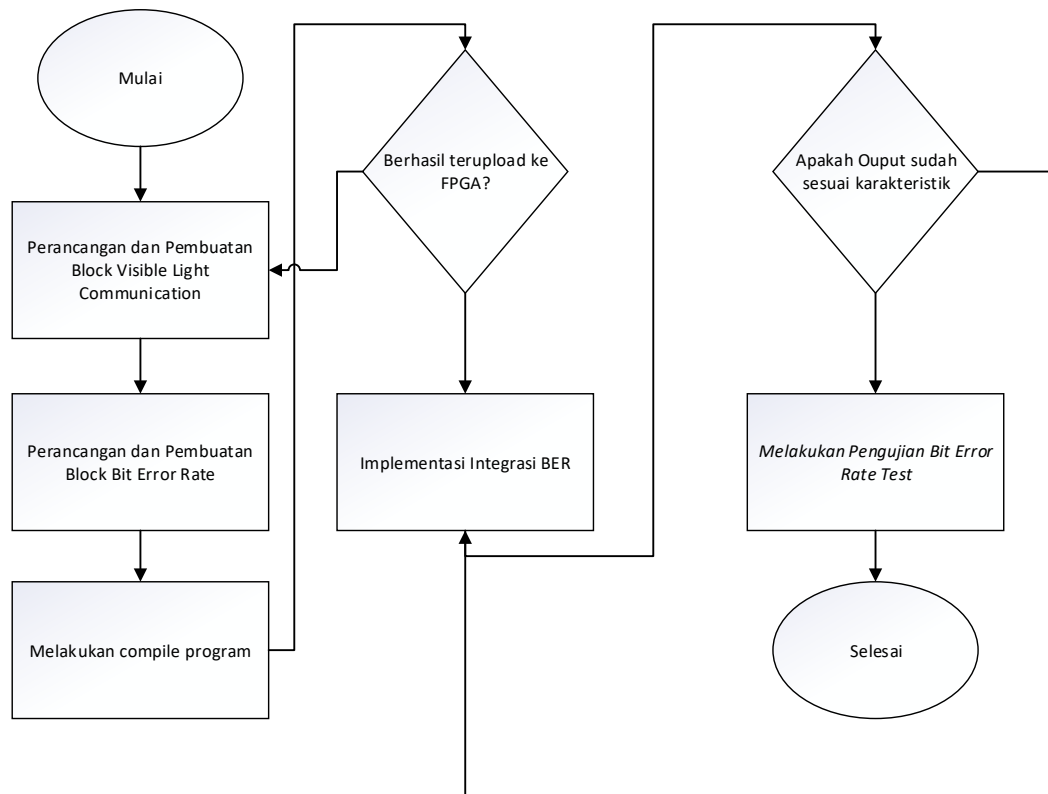 Mulai
Perancangan dan Pembuatan
Block Visible Light
Communication
Perancangan dan Pembuatan
Block Bit Error Rate
Melakukan compile program
Berhasil terupload ke
FPGA?
Implementasi Integrasi BER
Apakah Ouput sudah
sesuai karakteristik
Melakukan Pengujian Bit Error
Rate Test
Selesai